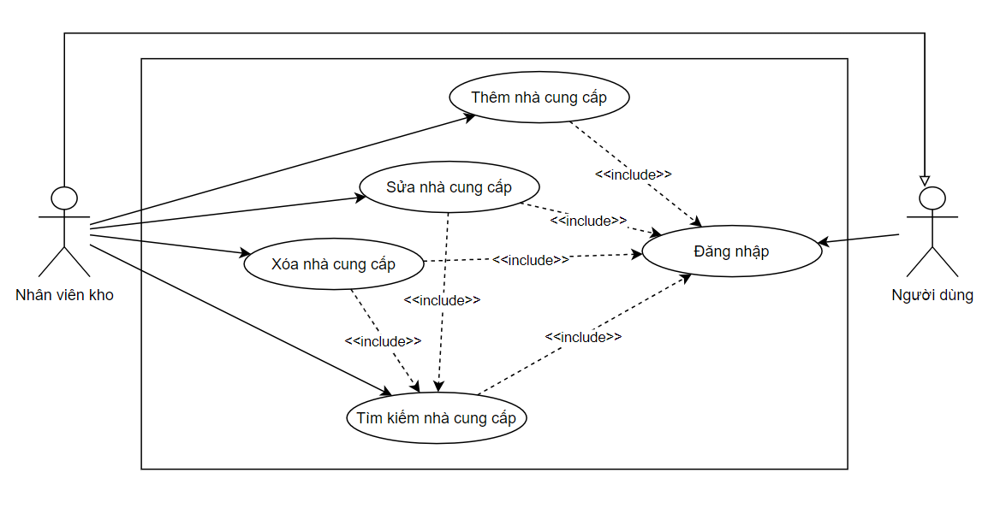 Thêm nhà cung cấp
<<include>>
Sửa nhà cung cấp
<<include>>
Đăng nhập
Xóa nhà cung cấp
<<include>>
Nhân viên kho
Người dùng
<<include>>
<<include>>
<<include>>
Tìm kiếm nhà cung cấp